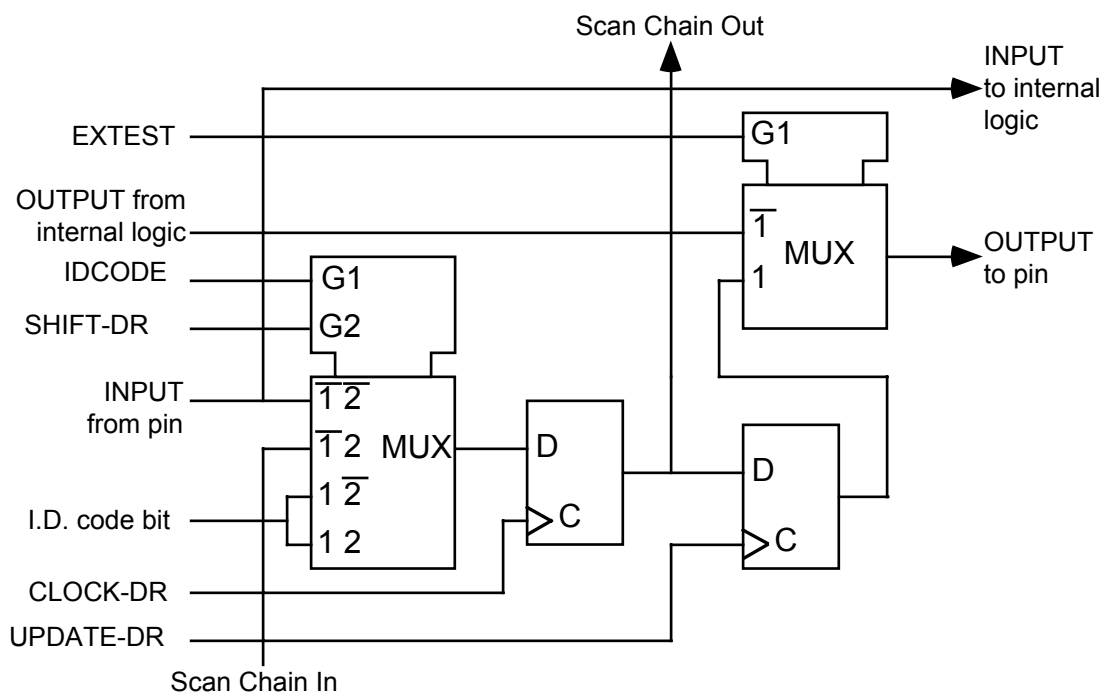 Scan Chain Out
INPUT
to internal
logic
EXTEST
G1
OUTPUT from
internal logic
1̅
MUX
1
OUTPUT
to pin
IDCODE
G1
SHIFT-DR
G2
INPUT
from pin
1̅ 2̅
1̅ 2
MUX
1 2̅
1 2
I.D. code bit
D
C
D
C
CLOCK-DR
UPDATE-DR
Scan Chain In